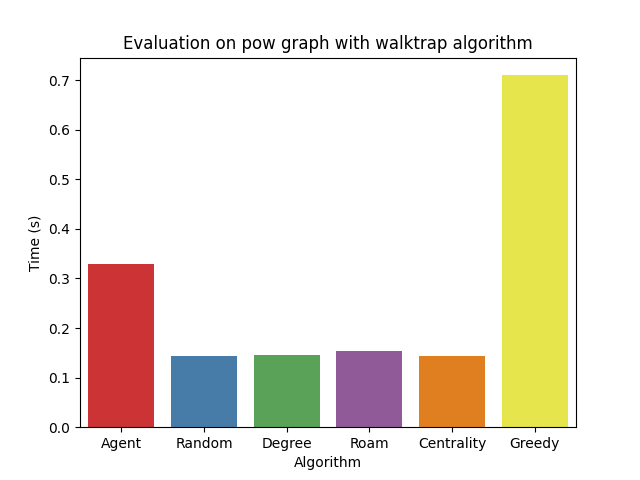 Evaluation on pow graph with walktrap algorithm
Time (s)
0.7
0.6
0.5
0.4
0.3
0.2
0.1
0.0
Agent Random Degree Roam Centrality Greedy
Algorithm